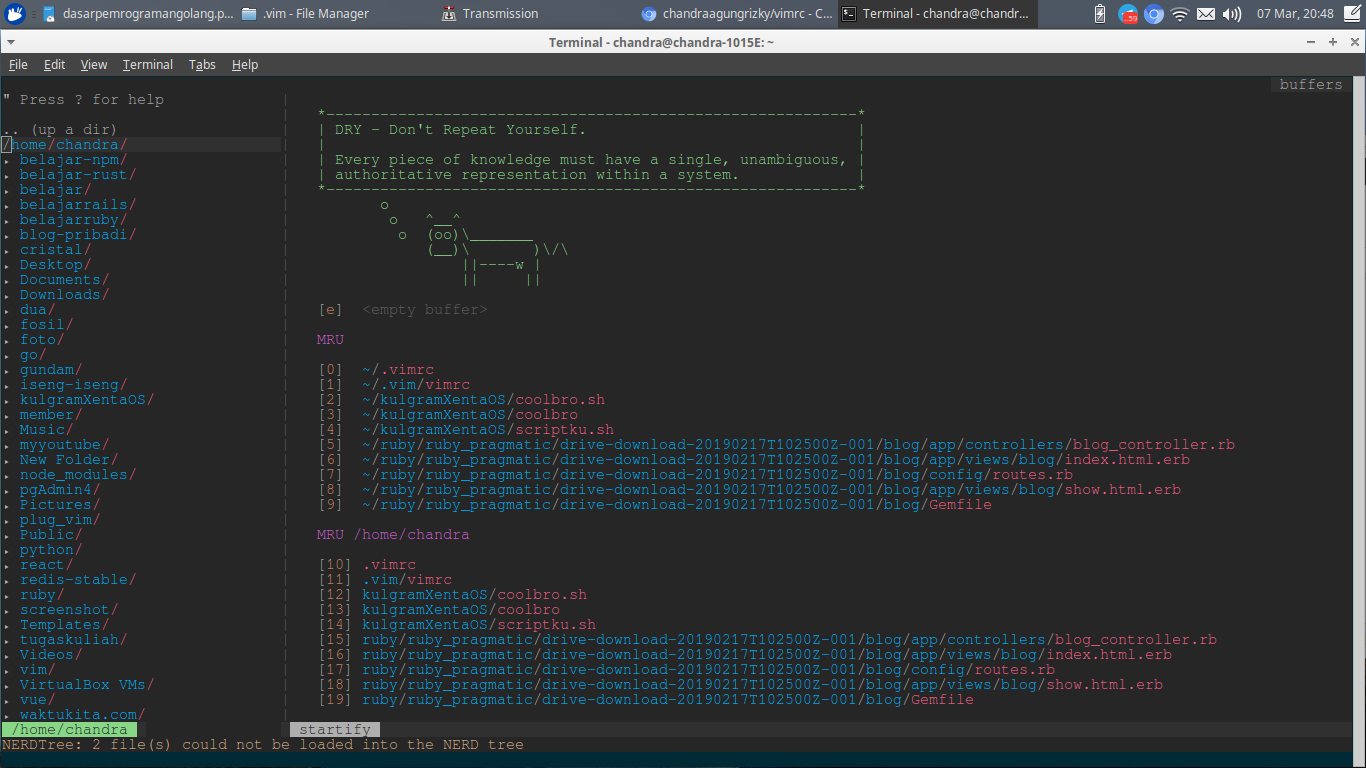 dasarpemrogramangolang.p... .vim - File Manager Transmission chandraagungrizky/vimrc - C... Terminal - chandra@chandr... 59 07 Mar, 20:48
Terminal - chandra@chandra-1015E: ~
File Edit View Terminal Tabs Help
buffers
" Press ? for help
.. (up a dir)
/home/chandra/
▸ belajar-npm/
▸ belajar-rust/
▸ belajar/
▸ belajarrails/
▸ belajarruby/
▸ blog-pribadi/
▸ cristal/
▸ Desktop/
▸ Documents/
▸ Downloads/
▸ dua/
▸ fosil/
▸ foto/
▸ go/
▸ gundam/
▸ iseng-iseng/
▸ kulgramXentaOS/
▸ member/
▸ Music/
▸ myyoutube/
▸ New Folder/
▸ node_modules/
▸ pgAdmin4/
▸ Pictures/
▸ plug_vim/
▸ Public/
▸ python/
▸ react/
▸ redis-stable/
▸ ruby/
▸ screenshot/
▸ Templates/
▸ tugaskuliah/
▸ Videos/
▸ vim/
▸ VirtualBox VMs/
▸ vue/
▸ waktukita.com/
*-----------------------------------------------------------*
| DRY - Don't Repeat Yourself. |
| |
| Every piece of knowledge must have a single, unambiguous, |
| authoritative representation within a system. |
*-----------------------------------------------------------*
       o
        o   ^__^
         o  (oo)\_______
            (__)\       )\/\
                ||----w |
                ||     ||
[e] <empty buffer>
MRU
[0] ~/.vimrc
[1] ~/.vim/vimrc
[2] ~/kulgramXentaOS/coolbro.sh
[3] ~/kulgramXentaOS/coolbro
[4] ~/kulgramXentaOS/scriptku.sh
[5] ~/ruby/ruby_pragmatic/drive-download-20190217T102500Z-001/blog/app/controllers/blog_controller.rb
[6] ~/ruby/ruby_pragmatic/drive-download-20190217T102500Z-001/blog/app/views/blog/index.html.erb
[7] ~/ruby/ruby_pragmatic/drive-download-20190217T102500Z-001/blog/config/routes.rb
[8] ~/ruby/ruby_pragmatic/drive-download-20190217T102500Z-001/blog/app/views/blog/show.html.erb
[9] ~/ruby/ruby_pragmatic/drive-download-20190217T102500Z-001/blog/Gemfile
MRU /home/chandra
[10] .vimrc
[11] .vim/vimrc
[12] kulgramXentaOS/coolbro.sh
[13] kulgramXentaOS/coolbro
[14] kulgramXentaOS/scriptku.sh
[15] ruby/ruby_pragmatic/drive-download-20190217T102500Z-001/blog/app/controllers/blog_controller.rb
[16] ruby/ruby_pragmatic/drive-download-20190217T102500Z-001/blog/app/views/blog/index.html.erb
[17] ruby/ruby_pragmatic/drive-download-20190217T102500Z-001/blog/config/routes.rb
[18] ruby/ruby_pragmatic/drive-download-20190217T102500Z-001/blog/app/views/blog/show.html.erb
[19] ruby/ruby_pragmatic/drive-download-20190217T102500Z-001/blog/Gemfile
/home/chandra startify
NERDTree: 2 file(s) could not be loaded into the NERD tree